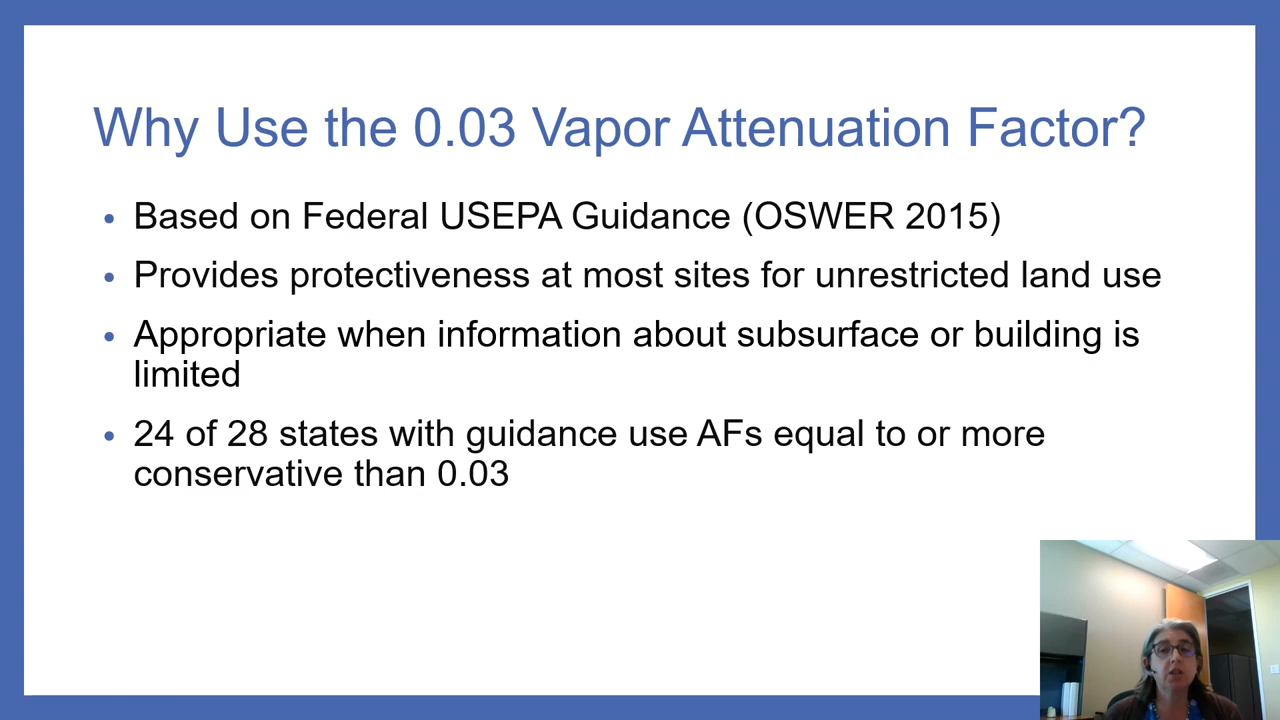 Why Use the 0.03 Vapor Attenuation Factor?
• Based on Federal USEPA Guidance (OSWER 2015)
• Provides protectiveness at most sites for unrestricted land use
• Appropriate when information about subsurface or building is
limited
• 24 of 28 states with guidance use AFs equal to or more
conservative than 0.03